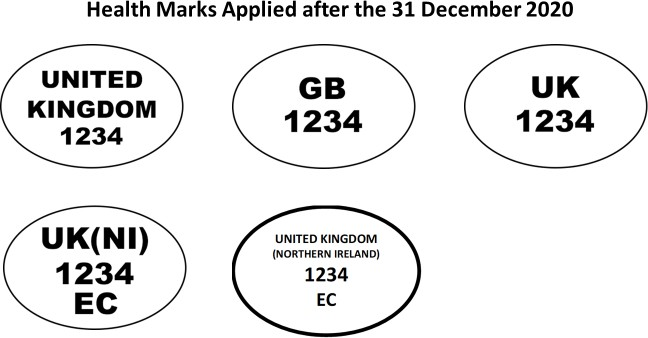 Health Marks Applied after the 31 December 2020
UNITED
KINGDOM
1234
GB
1234
UK
1234
UK(NI)
1234
EC
UNITED KINGDOM
(NORTHERN IRELAND)
1234
EC